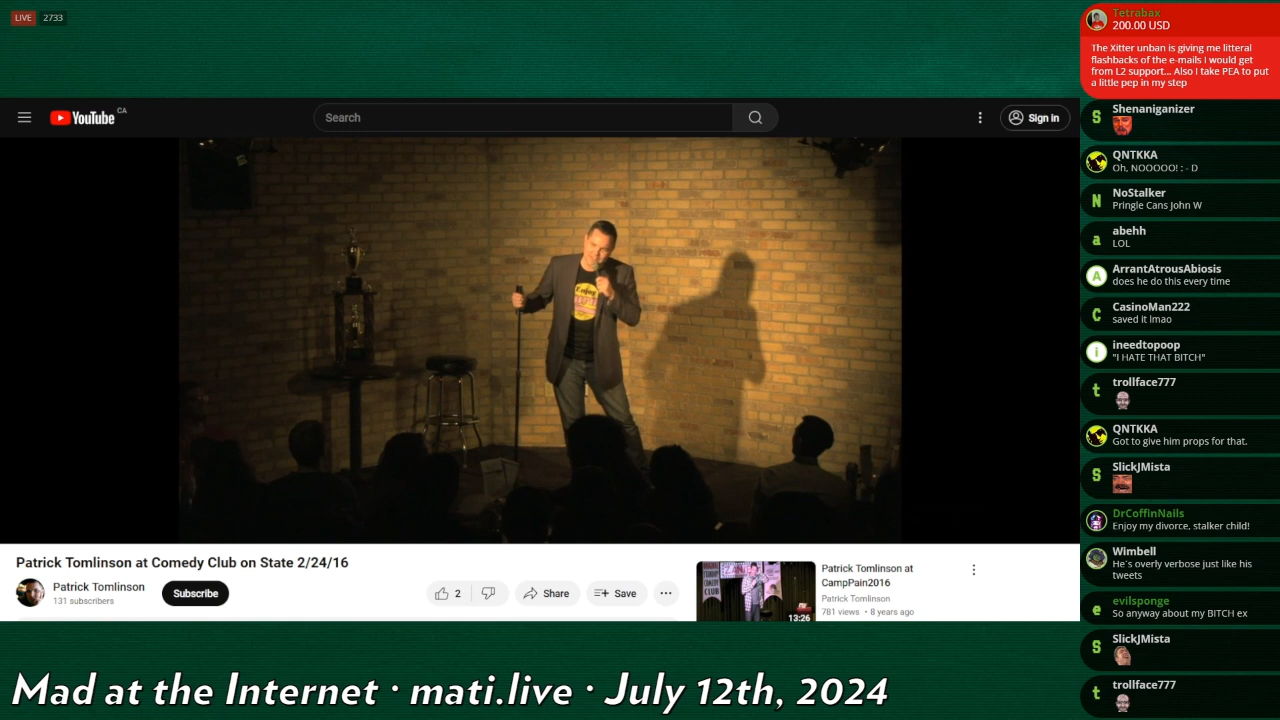 LIVE 2733
YouTube CA
Search
Sign in
Enjoy
Patrick Tomlinson at Comedy Club on State 2/24/16
Patrick Tomlinson
131 subscribers
Subscribe
2
Share
Save
Patrick Tomlinson at
CampPain2016
Patrick Tomlinson
781 views • 8 years ago
13:26
Mad at the Internet · mati.live · July 12th, 2024
Tetrabax
200.00 USD
The Xitter unban is giving me litteral
flashbacks of the e-mails I would get
from L2 support... Also I take PEA to put
a little pep in my step
S Shenaniganizer
QNTKKA
Oh, NOOOOO! : - D
N NoStalker
Pringle Cans John W
a abehh
LOL
A ArrantAtrousAbiosis
does he do this every time
C CasinoMan222
saved it lmao
i ineedtopoop
"I HATE THAT BITCH"
t trollface777
QNTKKA
Got to give him props for that.
S SlickJMista
DrCoffinNails
Enjoy my divorce, stalker child!
Wimbell
He's overly verbose just like his
tweets
e evilsponge
So anyway about my BITCH ex
S SlickJMista
t trollface777